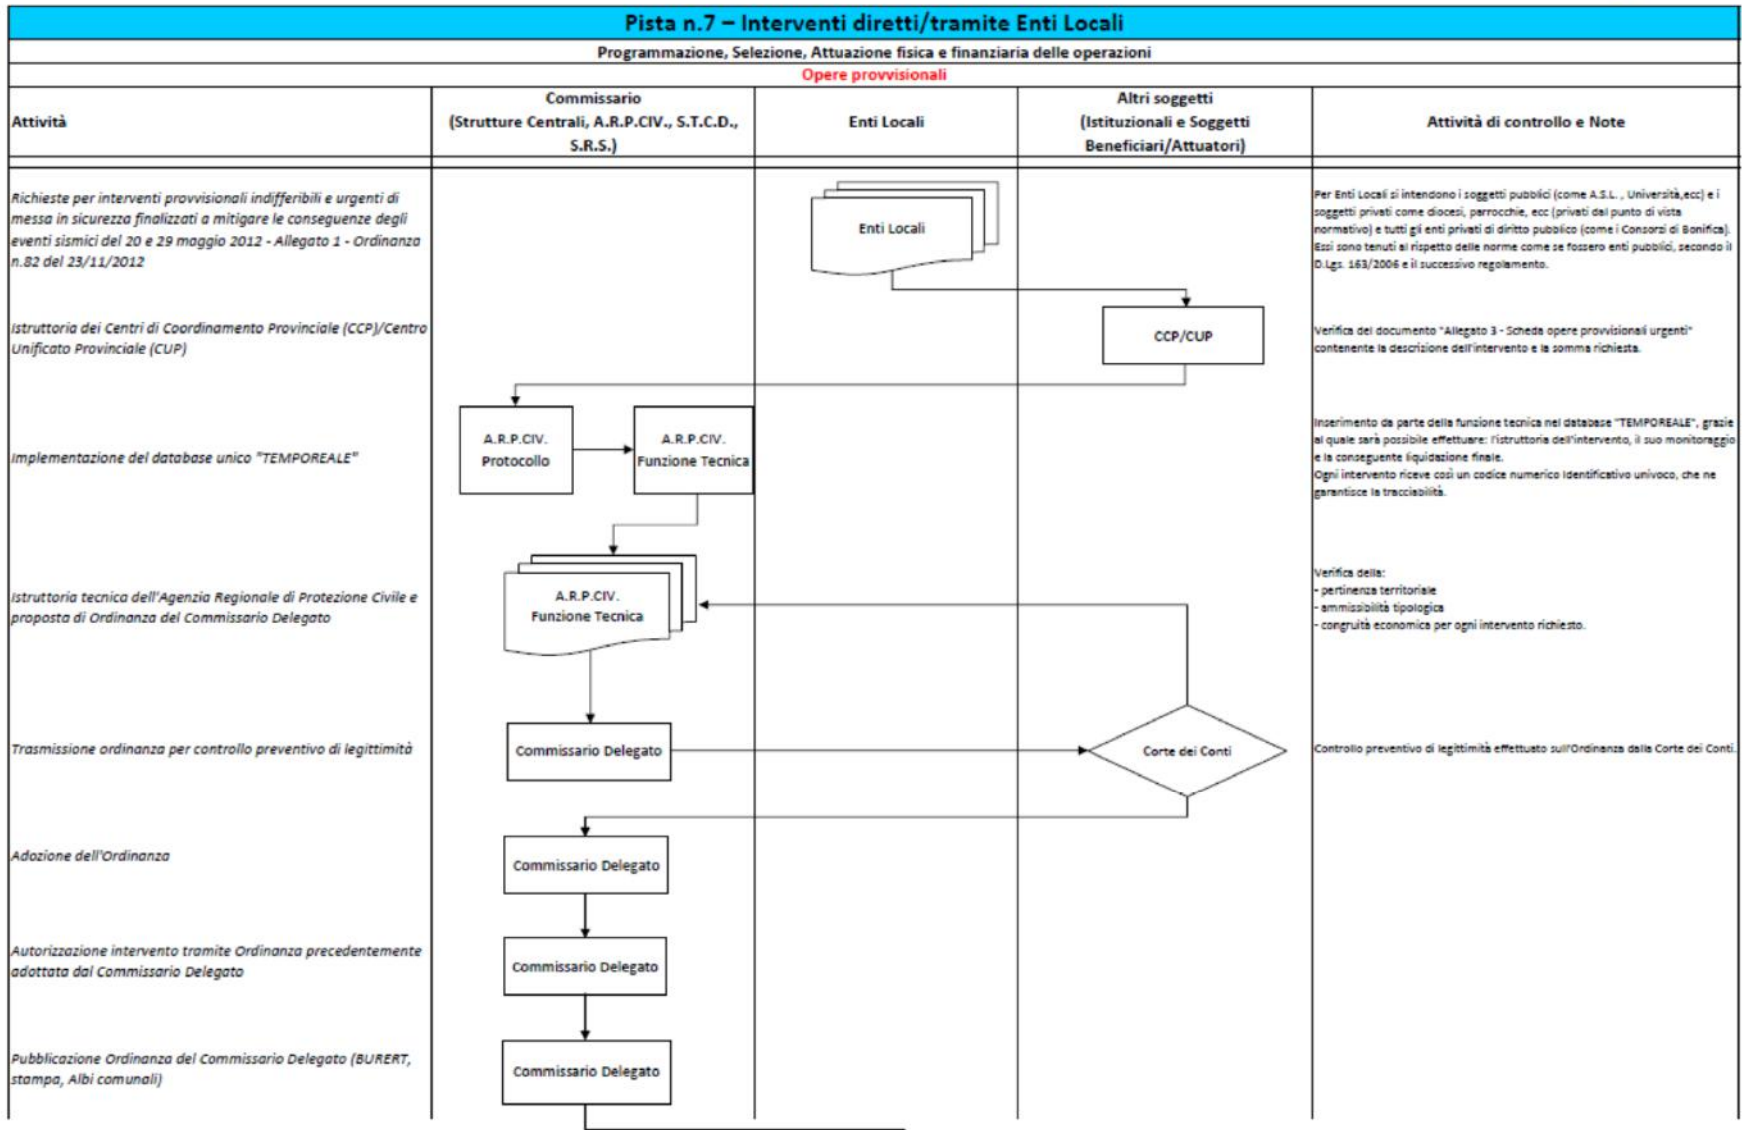 Pista n.7 – Interventi diretti/tramite Enti Locali
Programmazione, Selezione, Attuazione fisica e finanziaria delle operazioni
Opere provvisionali
Attività
Commissario
(Strutture Centrali, A.R.P.CIV., S.T.C.D.,
S.R.S.)
Enti Locali
Altri soggetti
(Istituzionali e Soggetti
Beneficiari/Attuatori)
Attività di controllo e Note
Richieste per interventi provvisionali indifferibili e urgenti di
messa in sicurezza finalizzati a mitigare le conseguenze degli
eventi sismici del 20 e 29 maggio 2012 - Allegato 1 - Ordinanza
n.82 del 23/11/2012
Enti Locali
Per Enti Locali si intendono i soggetti pubblici (come A.S.L. , Università,ecc) e i
soggetti privati come diocesi, parrocchie, ecc (privati dal punto di vista
normativo) e tutti gli enti privati di diritto pubblico (come i Consorzi di Bonifica).
Essi sono tenuti al rispetto delle norme come se fossero enti pubblici, secondo il
D.Lgs. 163/2006 e il successivo regolamento.
Istruttoria dei Centri di Coordinamento Provinciale (CCP)/Centro
Unificato Provinciale (CUP)
CCP/CUP
Verifica del documento "Allegato 3 - Scheda opere provvisionali urgenti"
contenente la descrizione dell'intervento e la somma richiesta.
Implementazione del database unico "TEMPOREALE"
A.R.P.CIV.
Protocollo
A.R.P.CIV.
Funzione Tecnica
Inserimento da parte della funzione tecnica nel database "TEMPOREALE", grazie
al quale sarà possibile effettuare: l'istruttoria dell'intervento, il suo monitoraggio
e la conseguente liquidazione finale.
Ogni intervento riceve così un codice numerico identificativo univoco, che ne
garantisce la tracciabilità.
Istruttoria tecnica dell'Agenzia Regionale di Protezione Civile e
proposta di Ordinanza del Commissario Delegato
A.R.P.CIV.
Funzione Tecnica
Verifica della:
- pertinenza territoriale
- ammissibilità tipologica
- congruità economica per ogni intervento richiesto.
Trasmissione ordinanza per controllo preventivo di legittimità
Commissario Delegato
Corte dei Conti
Controllo preventivo di legittimità effettuato sull'Ordinanza dalla Corte dei Conti.
Adozione dell'Ordinanza
Commissario Delegato
Autorizzazione intervento tramite Ordinanza precedentemente
adottata dal Commissario Delegato
Commissario Delegato
Pubblicazione Ordinanza del Commissario Delegato (BURERT,
stampa, Albi comunali)
Commissario Delegato